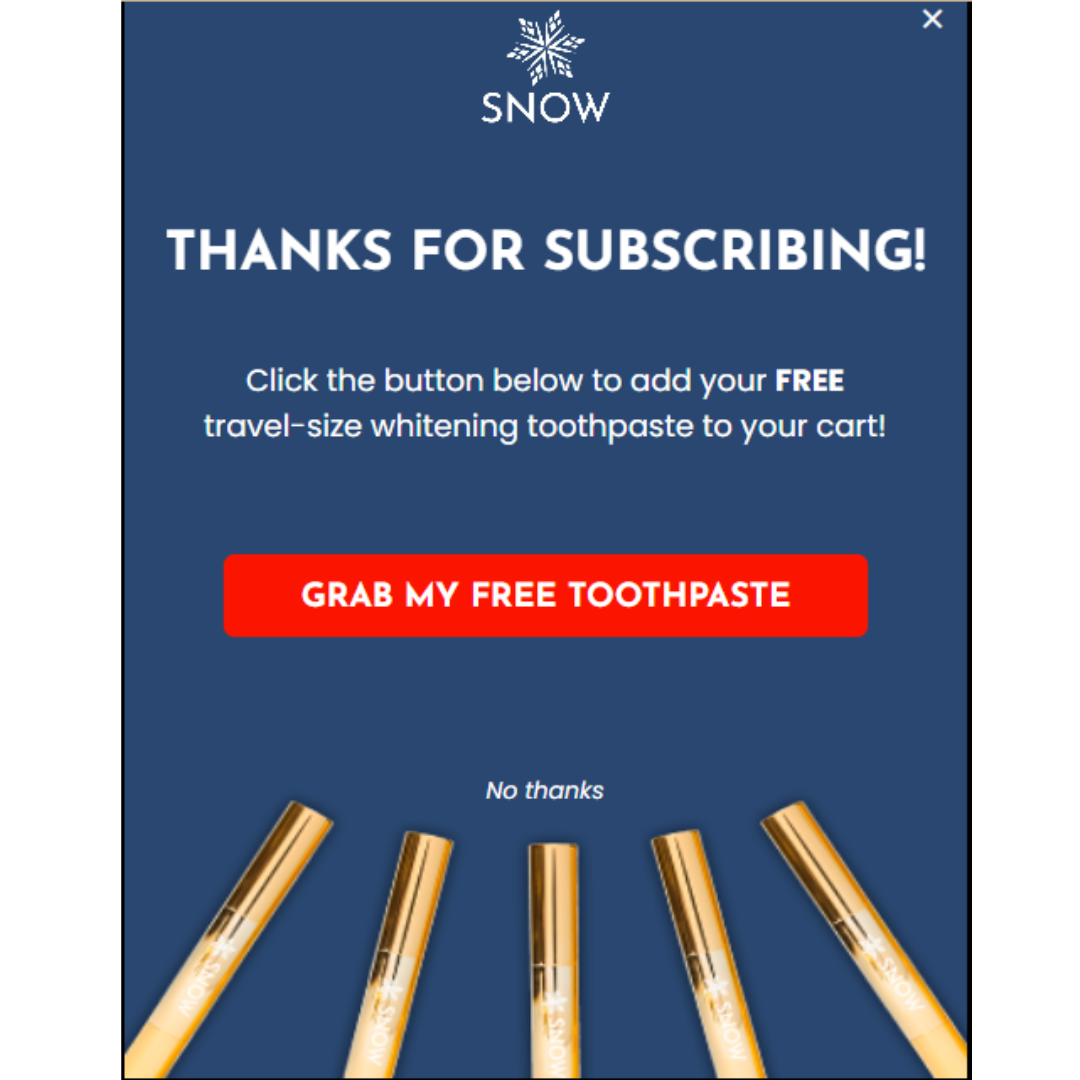 ×
SNOW
THANKS FOR SUBSCRIBING!
Click the button below to add your FREE
travel-size whitening toothpaste to your cart!
GRAB MY FREE TOOTHPASTE
No thanks
SNOW
SNOW
SNOW
SNOW
SNOW